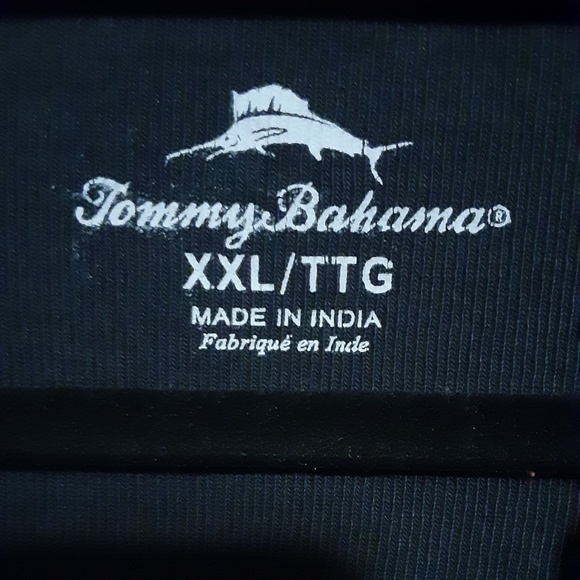 Tommy Bahama®
XXL/TTG
MADE IN INDIA
Fabriqué en Inde